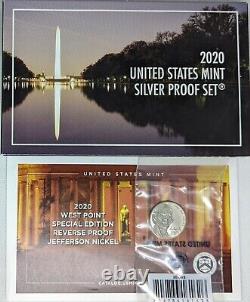 2020
UNITED STATES MINT
SILVER PROOF SET®
UNITED STATES MINT
2020
WEST POINT
SPECIAL EDITION
REVERSE PROOF
JEFFERSON NICKEL